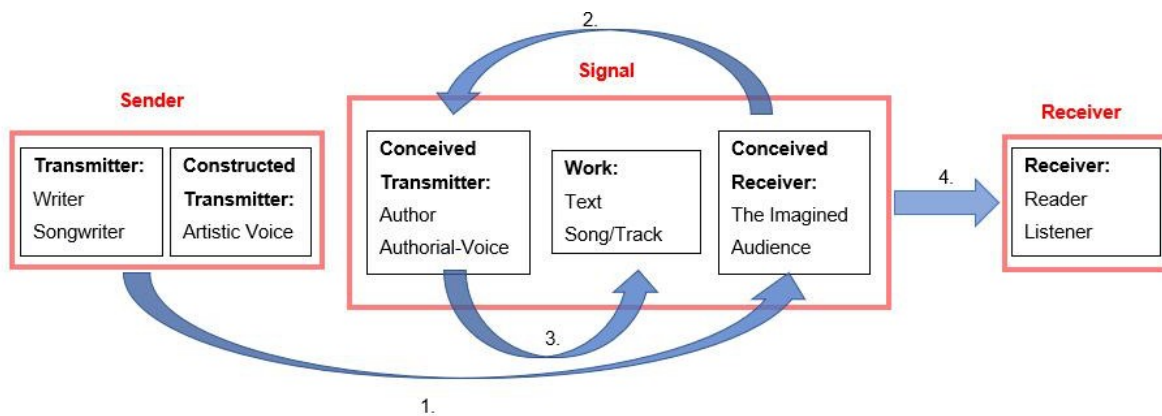 2.
Signal
Sender
Receiver
Transmitter:
Writer
Songwriter
Constructed
Transmitter:
Artistic Voice
Conceived
Transmitter:
Author
Authorial-Voice
Work:
Text
Song/Track
Conceived
Receiver:
The Imagined
Audience
4.
Receiver:
Reader
Listener
3.
1.